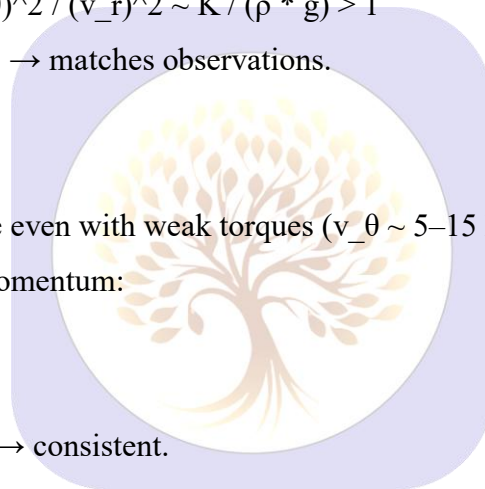 )^2 / (v_r)^2 ~ K / (ρ * g) > 1
→ matches observations.
even with weak torques (v_θ ~ 5–15
omentum:
→ consistent.